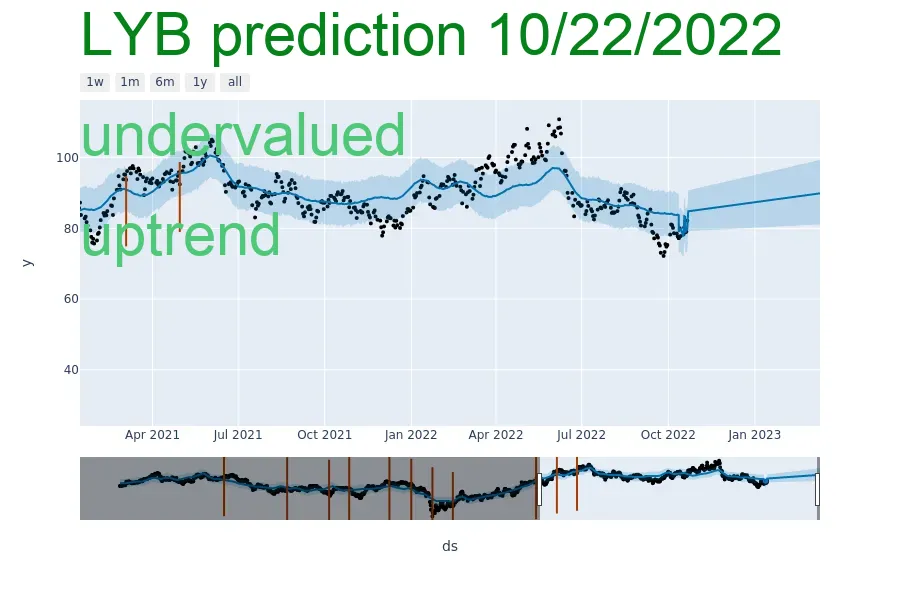 LYB prediction 10/22/2022
1w 1m 6m 1y all
undervalued
100
uptrend
80
y
60
40
Apr 2021 Jul 2021 Oct 2021 Jan 2022 Apr 2022 Jul 2022 Oct 2022 Jan 2023
ds